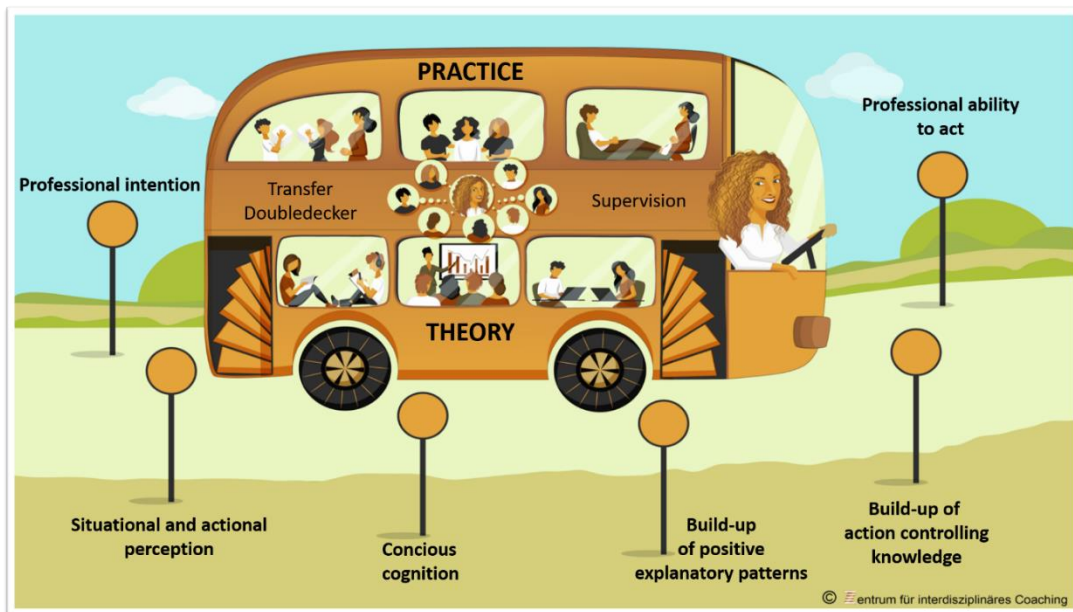 PRACTICE
Professional ability
to act
Professional intention
Transfer
Doubledecker
Supervision
THEORY
Situational and actional
perception
Concious
cognition
Build-up
of positive
explanatory patterns
Build-up of
action controlling
knowledge
© Zentrum für interdisziplinäres Coaching